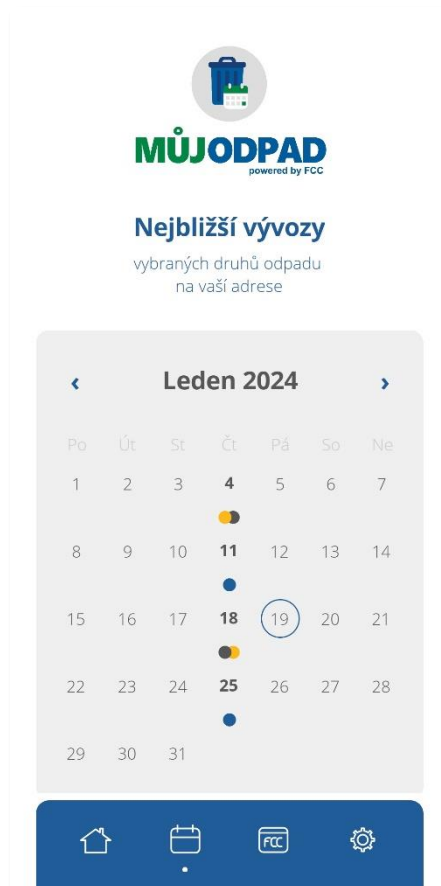 MŮJODPAD
powered by FCC
Nejbližší vývozy
vybraných druhů odpadu
na vaší adrese
‹ Leden 2024 ›
Po Út St Čt Pá So Ne
1 2 3 4 5 6 7
8 9 10 11 12 13 14
15 16 17 18 19 20 21
22 23 24 25 26 27 28
29 30 31
FCC